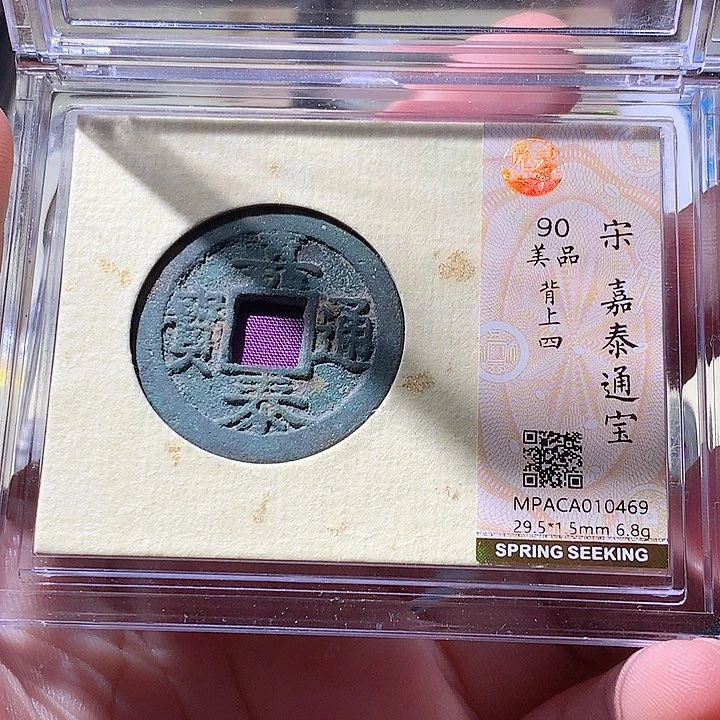 宋 嘉泰通宝
90
美品
背上四
MPACA010469
29.5*1.5mm 6.8g
SPRING SEEKING
嘉
泰
通
寶